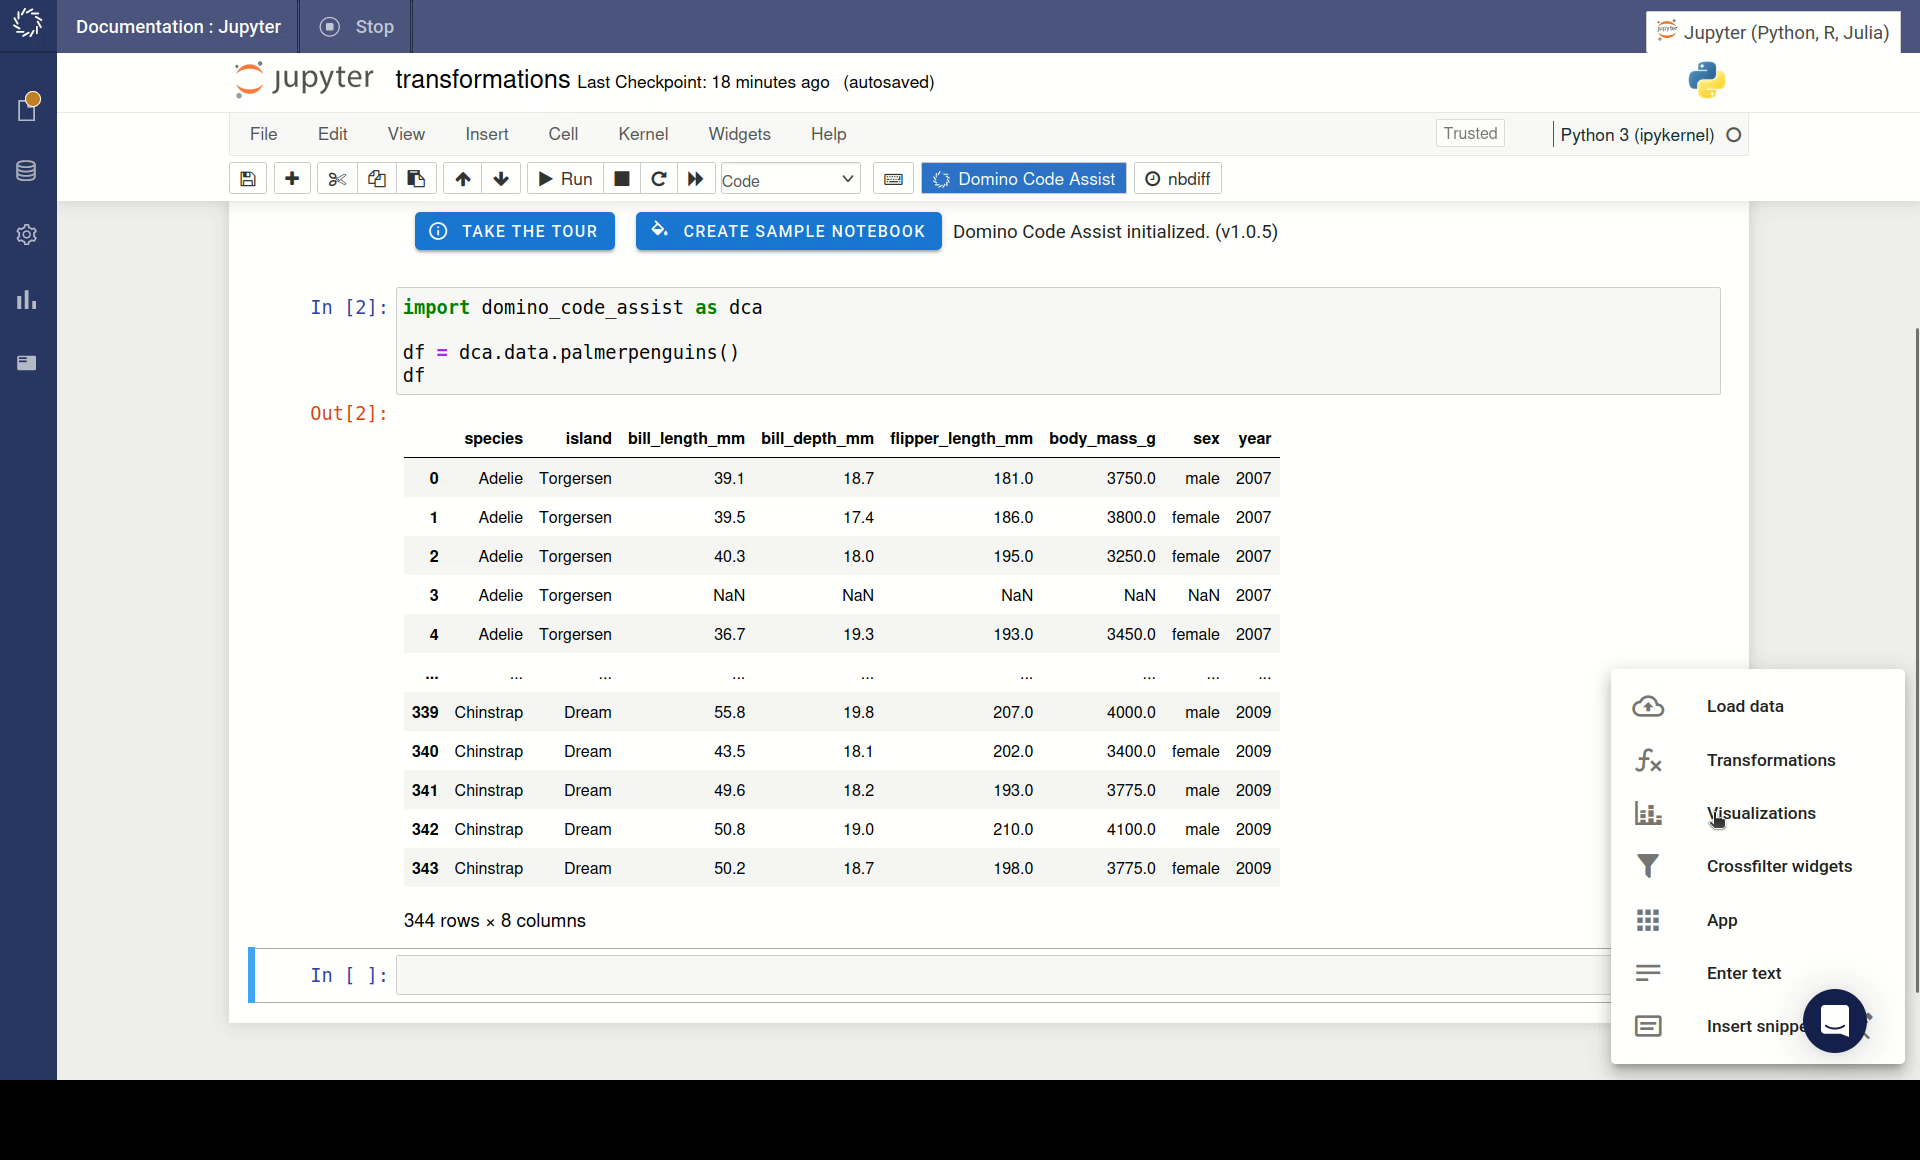 Documentation : Jupyter
Stop
Jupyter (Python, R, Julia)
jupyter transformations Last Checkpoint: 18 minutes ago (autosaved)
File Edit View Insert Cell Kernel Widgets Help Trusted Python 3 (ipykernel)
Run Code Domino Code Assist nbdiff
TAKE THE TOUR CREATE SAMPLE NOTEBOOK Domino Code Assist initialized. (v1.0.5)
In [2]: import domino_code_assist as dca
df = dca.data.palmerpenguins()
df
Out[2]:
species island bill_length_mm bill_depth_mm flipper_length_mm body_mass_g sex year
0 Adelie Torgersen 39.1 18.7 181.0 3750.0 male 2007
1 Adelie Torgersen 39.5 17.4 186.0 3800.0 female 2007
2 Adelie Torgersen 40.3 18.0 195.0 3250.0 female 2007
3 Adelie Torgersen NaN NaN NaN NaN NaN 2007
4 Adelie Torgersen 36.7 19.3 193.0 3450.0 female 2007
... ... ... ... ... ... ... ... ...
339 Chinstrap Dream 55.8 19.8 207.0 4000.0 male 2009
340 Chinstrap Dream 43.5 18.1 202.0 3400.0 female 2009
341 Chinstrap Dream 49.6 18.2 193.0 3775.0 male 2009
342 Chinstrap Dream 50.8 19.0 210.0 4100.0 male 2009
343 Chinstrap Dream 50.2 18.7 198.0 3775.0 female 2009
344 rows × 8 columns
In [ ]:
Load data
Transformations
Visualizations
Crossfilter widgets
App
Enter text
Insert snippe